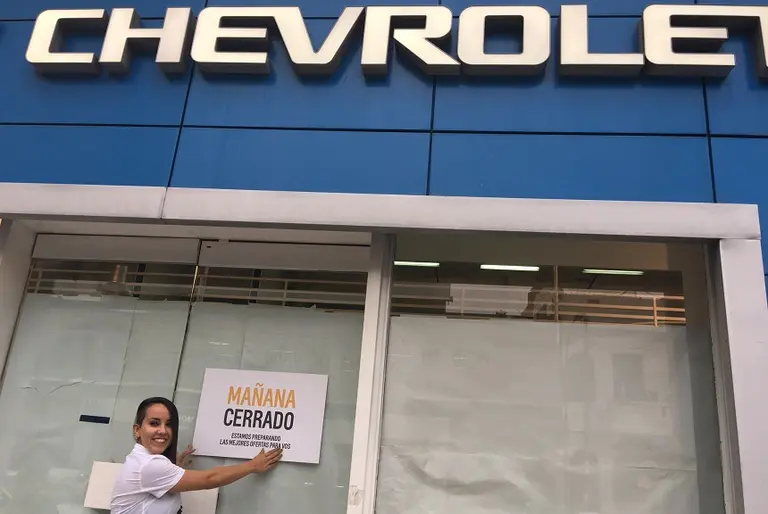 CHEVROLET
MAÑANA
CERRADO
ESTAMOS PREPARANDO
LAS MEJORES OFERTAS PARA VOS